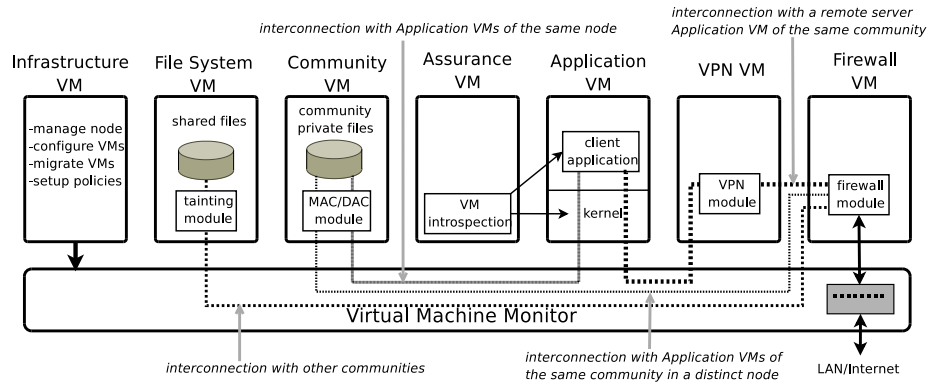 interconnection with Application VMs of the same node
interconnection with a remote server
Application VM of the same community
Infrastructure
VM
File System
VM
Community
VM
Assurance
VM
Application
VM
VPN VM
Firewall
VM
-manage node
-configure VMs
-migrate VMs
-setup policies
shared files
tainting
module
community
private files
MAC/DAC
module
VM
introspection
client
application
kernel
VPN
module
firewall
module
Virtual Machine Monitor
interconnection with other communities
interconnection with Application VMs of
the same community in a distinct node
LAN/Internet